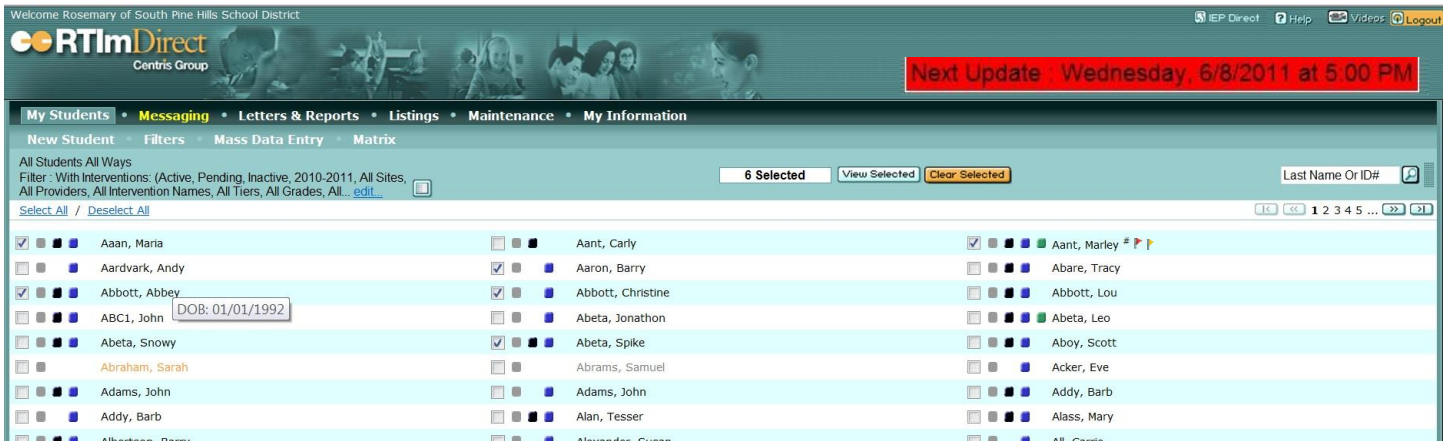 Welcome Rosemary of South Pine Hills School District
IEP Direct ? Help Videos Logout
RTImDirect
Centris Group
Next Update : Wednesday, 6/8/2011 at 5:00 PM
My Students • Messaging • Letters & Reports • Listings • Maintenance • My Information
New Student • Filters • Mass Data Entry • Matrix
All Students All Ways
Filter : With Interventions: (Active, Pending, Inactive, 2010-2011, All Sites,
All Providers, All Intervention Names, All Tiers, All Grades, All... edit...
6 Selected View Selected Clear Selected Last Name Or ID#
Select All / Deselect All
1 2 3 4 5 ...
Aaan, Maria Aant, Carly Aant, Marley #
Aardvark, Andy Aaron, Barry Abare, Tracy
Abbott, Abbey Abbott, Christine Abbott, Lou
DOB: 01/01/1992
ABC1, John Abeta, Jonathon Abeta, Leo
Abeta, Snowy Abeta, Spike Aboy, Scott
Abraham, Sarah Abrams, Samuel Acker, Eve
Adams, John Adams, John Addy, Barb
Addy, Barb Alan, Tesser Alass, Mary